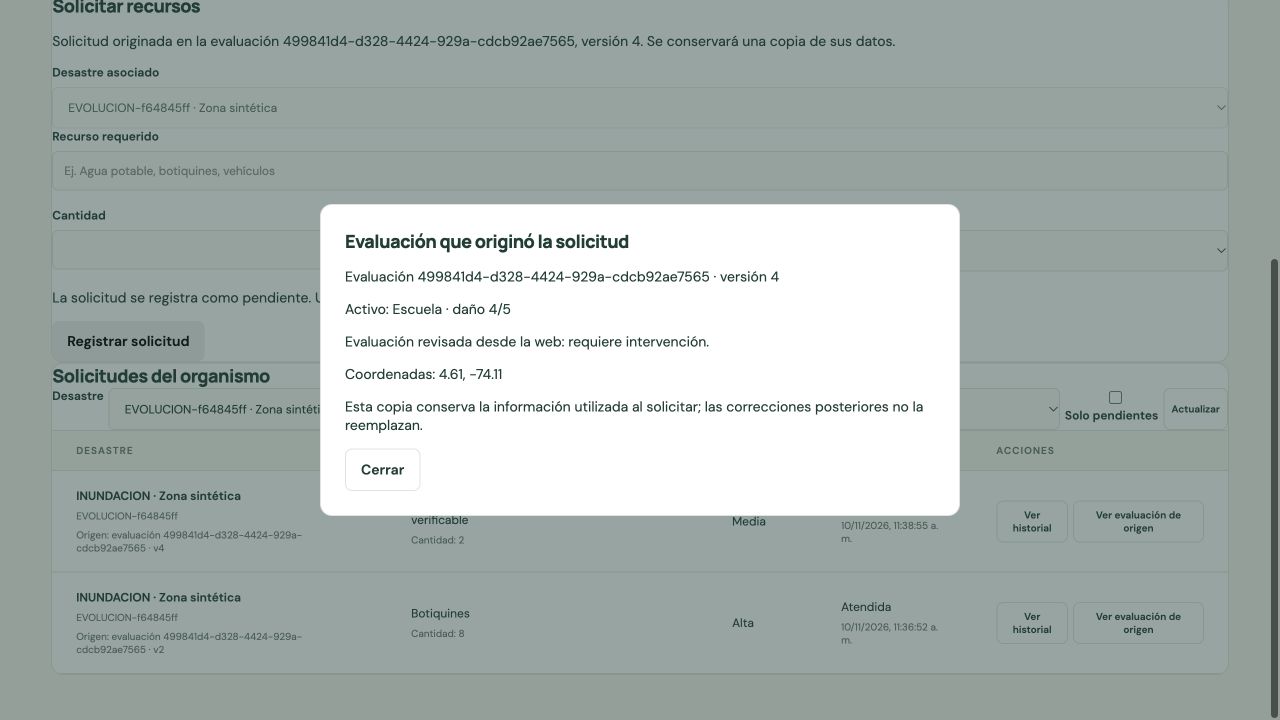 Solicitar recursos
Solicitud originada en la evaluación 499841d4-d328-4424-929a-cdcb92ae7565, versión 4. Se conservará una copia de sus datos.
Desastre asociado
EVOLUCION-f64845ff · Zona sintética
Recurso requerido
Ej. Agua potable, botiquines, vehículos
Cantidad
La solicitud se registra como pendiente.
Registrar solicitud
Evaluación que originó la solicitud
Evaluación 499841d4-d328-4424-929a-cdcb92ae7565 · versión 4
Activo: Escuela · daño 4/5
Evaluación revisada desde la web: requiere intervención.
Coordenadas: 4.61, -74.11
Esta copia conserva la información utilizada al solicitar; las correcciones posteriores no la
reemplazan.
Cerrar
Solicitudes del organismo
Desastre
EVOLUCION-f64845ff · Zona
Solo pendientes
Actualizar
DESASTRE
ACCIONES
INUNDACION · Zona sintética
EVOLUCION-f64845ff
Origen: evaluación 499841d4-d328-4424-929a-
cdcb92ae7565 · v4
verificable
Cantidad: 2
Media
10/11/2026, 11:38:55 a.
m.
Ver
historial
Ver evaluación de
origen
INUNDACION · Zona sintética
EVOLUCION-f64845ff
Origen: evaluación 499841d4-d328-4424-929a-
cdcb92ae7565 · v2
Botiquines
Cantidad: 8
Alta
Atendida
10/11/2026, 11:36:52 a.
m.
Ver
historial
Ver evaluación de
origen